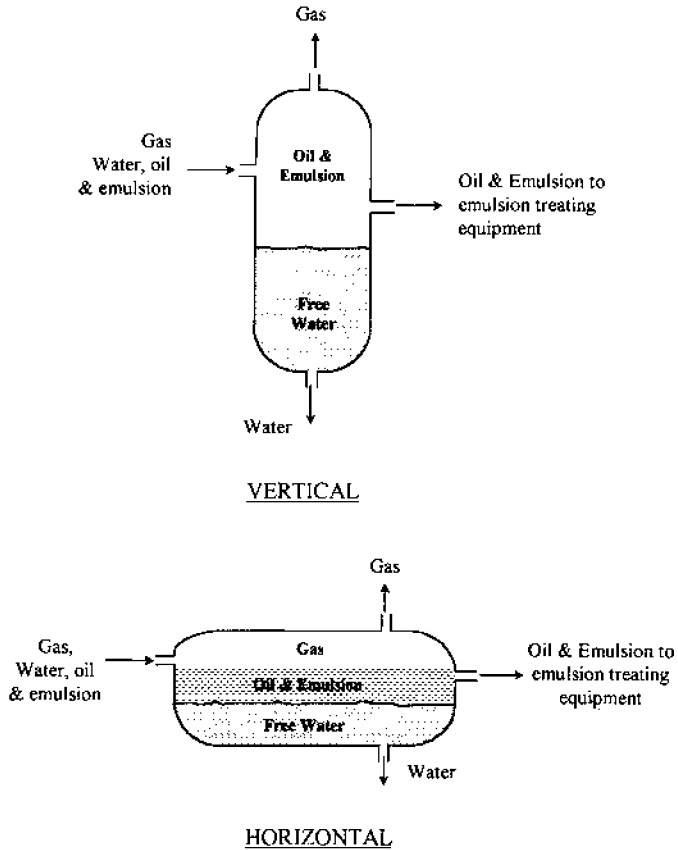 Gas
Gas
Water, oil
& emulsion
Oil &
Emulsion
Oil & Emulsion to
emulsion treating
equipment
Free
Water
Water
VERTICAL
Gas
Gas,
Water, oil
& emulsion
Gas
Oil & Emulsion to
emulsion treating
equipment
Oil & Emulsion
Free Water
Water
HORIZONTAL